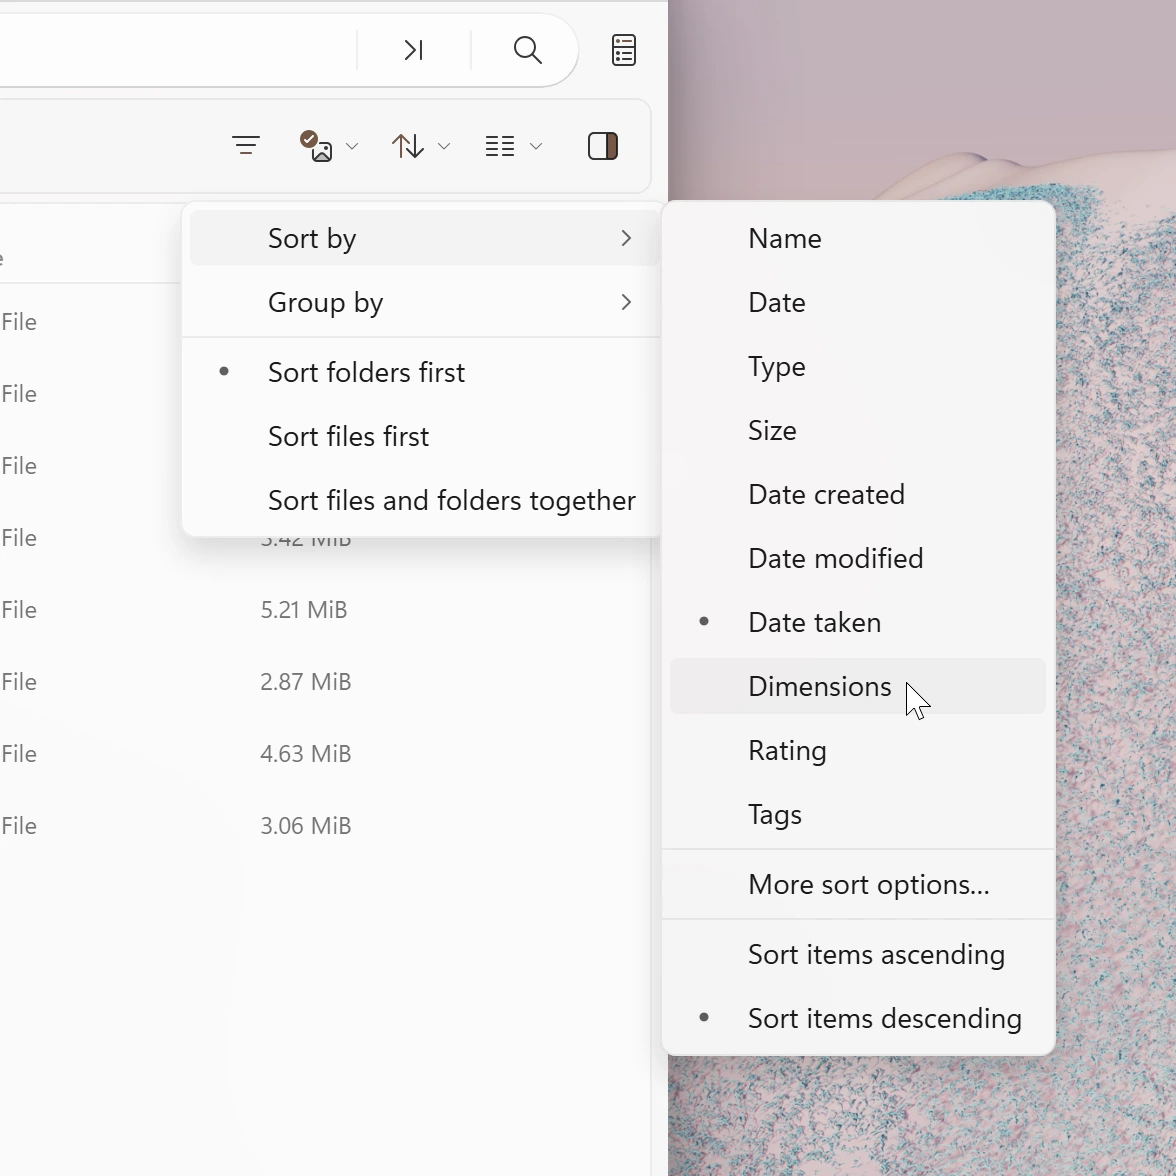 Sort by
Group by
Sort folders first
Sort files first
Sort files and folders together
Name
Date
Type
Size
Date created
Date modified
Date taken
Dimensions
Rating
Tags
More sort options...
Sort items ascending
Sort items descending
File
File
File
File 3.42 MiB
File 5.21 MiB
File 2.87 MiB
File 4.63 MiB
File 3.06 MiB